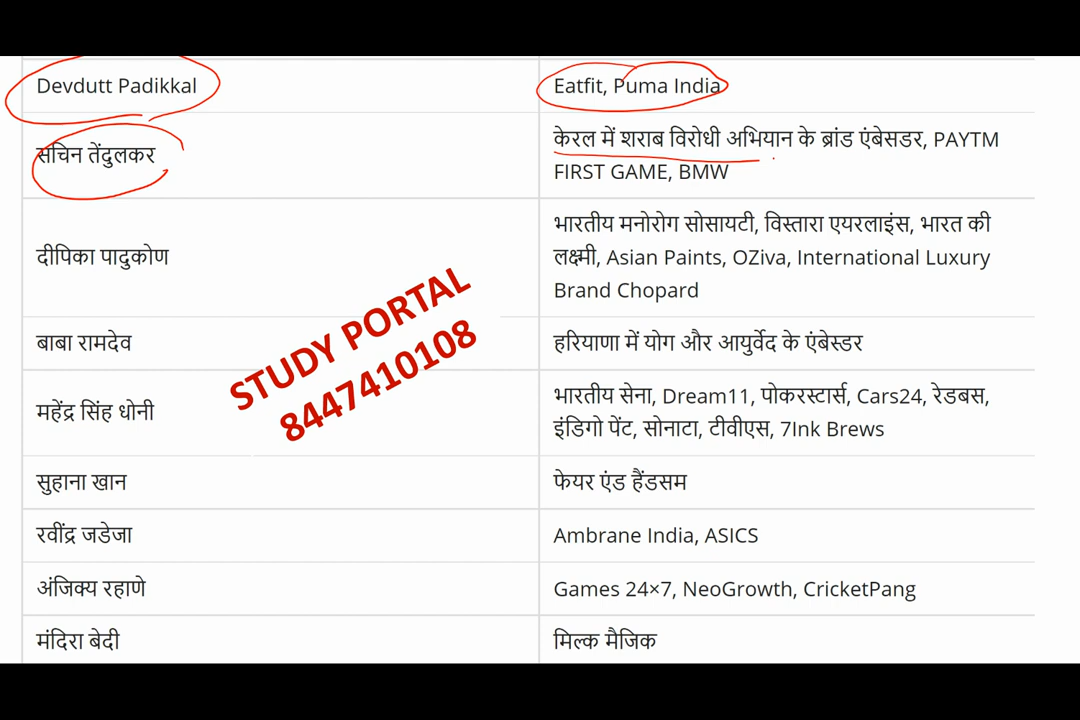 Devdutt Padikkal
Eatfit, Puma India
सचिन तेंदुलकर
केरल में शराब विरोधी अभियान के ब्रांड एंबेसडर, PAYTM
FIRST GAME, BMW
दीपिका पादुकोण
भारतीय मनोरोग सोसायटी, विस्तारा एयरलाइंस, भारत की
लक्ष्मी, Asian Paints, OZiva, International Luxury
Brand Chopard
बाबा रामदेव
हरियाणा में योग और आयुर्वेद के एंबेस्डर
महेंद्र सिंह धोनी
भारतीय सेना, Dream11, पोकरस्टार्स, Cars24, रेडबस,
इंडिगो पेंट, सोनाटा, टीवीएस, 7Ink Brews
सुहाना खान
फेयर एंड हैंडसम
रवींद्र जडेजा
Ambrane India, ASICS
अंजिक्य रहाणे
Games 24×7, NeoGrowth, CricketPang
मंदिरा बेदी
मिल्क मैजिक
STUDY PORTAL
8447410108